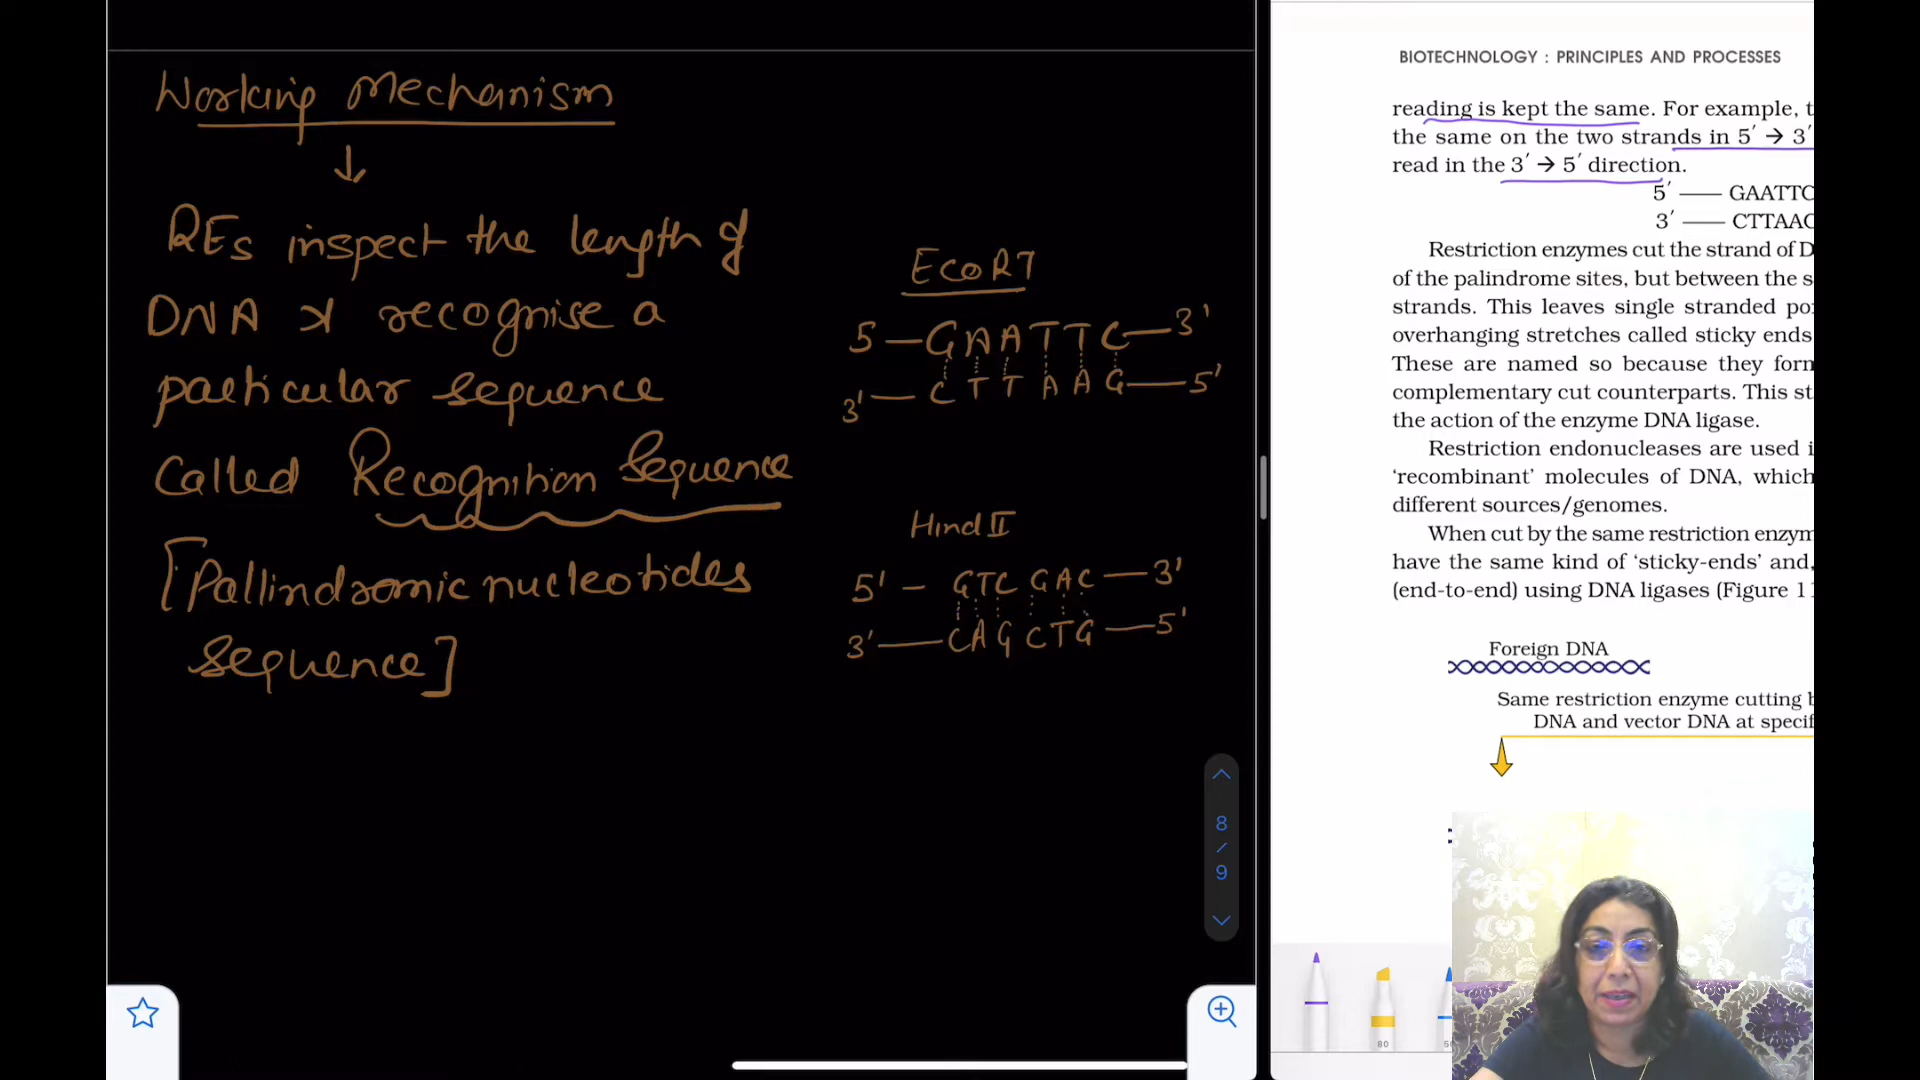 Working Mechanism
↓
REs inspect the length of
DNA & recognise a
particular sequence
Called Recognition Sequence
[Pallindromic nucleotides
sequence]
EcoRI
5 — G A A T T C — 3'
3' — C T T A A G — 5'
Hind II
5' – GTC GAC — 3'
3' — CAG CTG — 5'
8
/
9
BIOTECHNOLOGY : PRINCIPLES AND PROCESSES
reading is kept the same. For example, t
the same on the two strands in 5′ → 3′
read in the 3′ → 5′ direction.
5′ —— GAATTC
3′ —— CTTAAG
Restriction enzymes cut the strand of D
of the palindrome sites, but between the s
strands. This leaves single stranded po
overhanging stretches called sticky ends
These are named so because they form
complementary cut counterparts. This st
the action of the enzyme DNA ligase.
Restriction endonucleases are used i
‘recombinant’ molecules of DNA, which
different sources/genomes.
When cut by the same restriction enzym
have the same kind of ‘sticky-ends’ and,
(end-to-end) using DNA ligases (Figure 11
Foreign DNA
Same restriction enzyme cutting b
DNA and vector DNA at specif
80